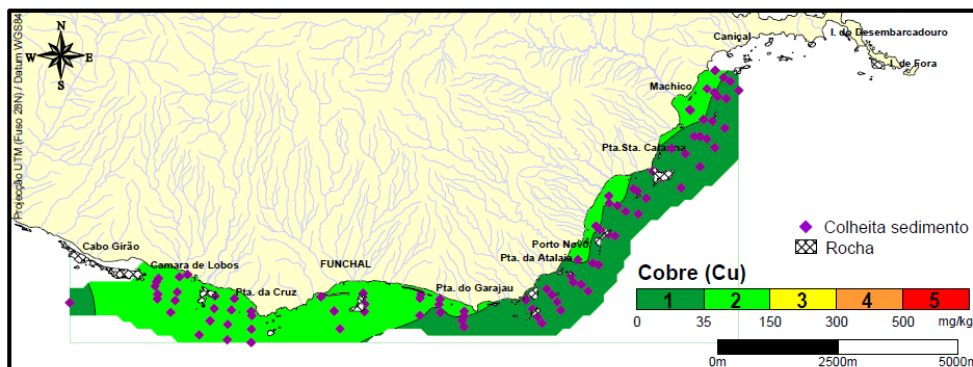 Projecção UTM (Fuso 28N) / Datum WGS84
N
W E
S
Caniçal
I. do Desembarcadouro
I. de Fora
Machico
Pta.Sta. Catarina
Porto Novo
Pta. da Atalaia
Cabo Girão
Camara de Lobos
FUNCHAL
Pta. da Cruz
Pta. do Garajau
Colheita sedimento
Rocha
Cobre (Cu)
1 2 3 4 5
0 35 150 300 500 mg/kg
0m 2500m 5000m